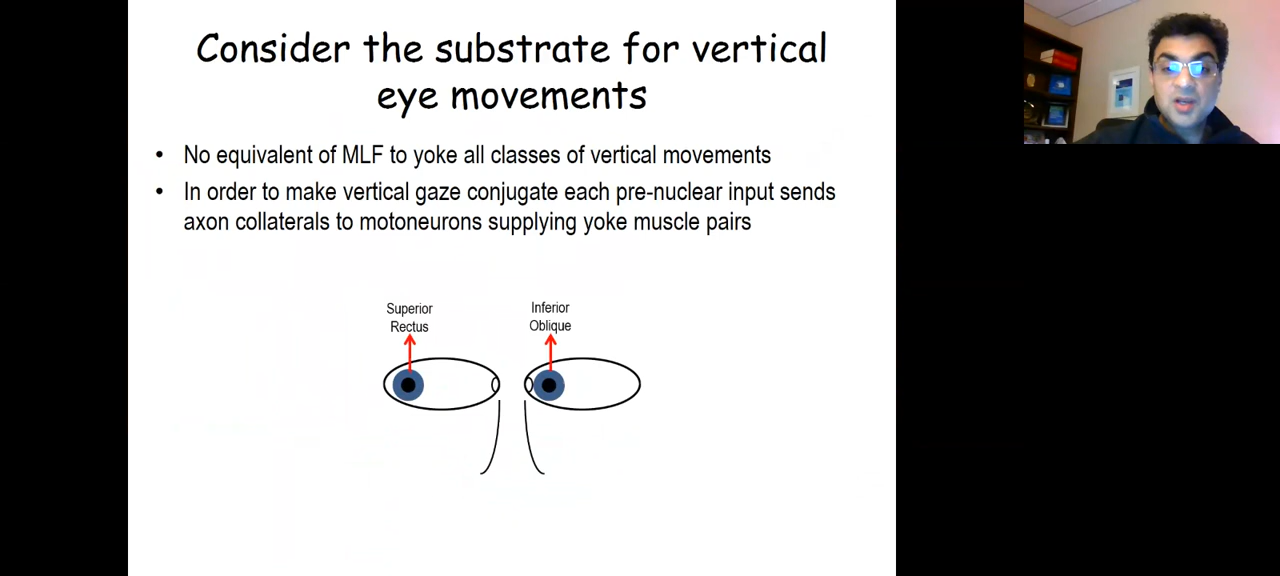 Consider the substrate for vertical
eye movements
• No equivalent of MLF to yoke all classes of vertical movements
• In order to make vertical gaze conjugate each pre-nuclear input sends
axon collaterals to motoneurons supplying yoke muscle pairs
Superior
Rectus
Inferior
Oblique